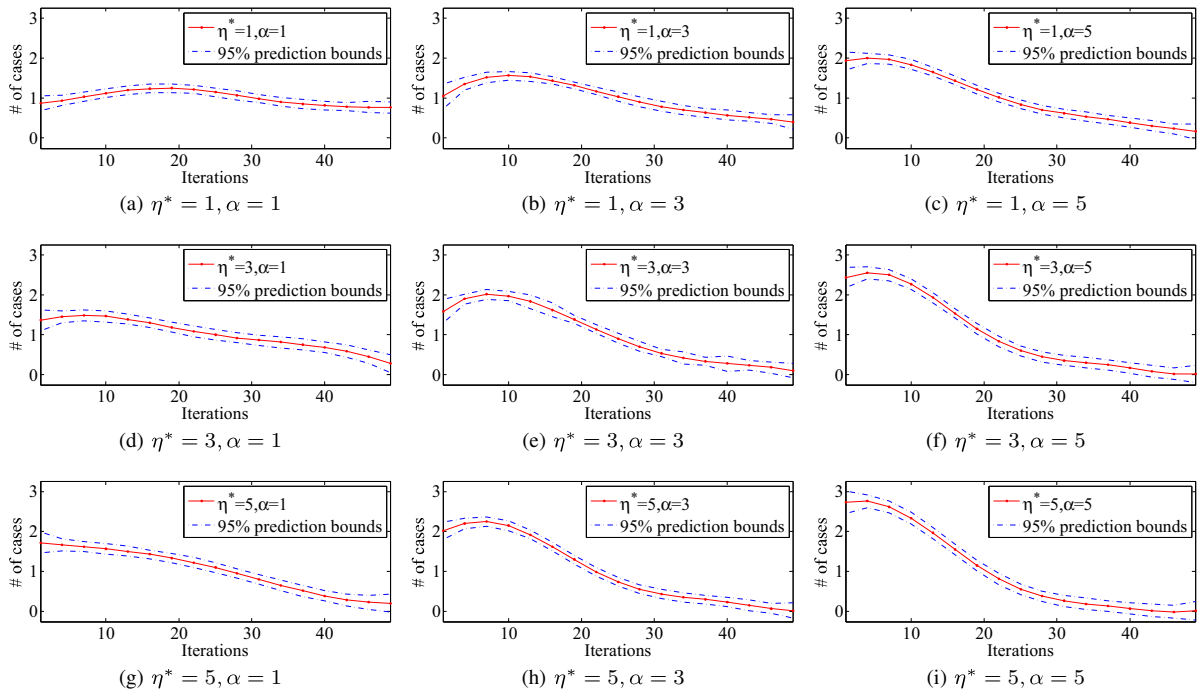 3
2
1
0
# of cases
η*=1,α=1
95% prediction bounds
10 20 30 40
Iterations
(a) η* = 1, α = 1
3
2
1
0
# of cases
η*=1,α=3
95% prediction bounds
10 20 30 40
Iterations
(b) η* = 1, α = 3
3
2
1
0
# of cases
η*=1,α=5
95% prediction bounds
10 20 30 40
Iterations
(c) η* = 1, α = 5
3
2
1
0
# of cases
η*=3,α=1
95% prediction bounds
10 20 30 40
Iterations
(d) η* = 3, α = 1
3
2
1
0
# of cases
η*=3,α=3
95% prediction bounds
10 20 30 40
Iterations
(e) η* = 3, α = 3
3
2
1
0
# of cases
η*=3,α=5
95% prediction bounds
10 20 30 40
Iterations
(f) η* = 3, α = 5
3
2
1
0
# of cases
η*=5,α=1
95% prediction bounds
10 20 30 40
Iterations
(g) η* = 5, α = 1
3
2
1
0
# of cases
η*=5,α=3
95% prediction bounds
10 20 30 40
Iterations
(h) η* = 5, α = 3
3
2
1
0
# of cases
η*=5,α=5
95% prediction bounds
10 20 30 40
Iterations
(i) η* = 5, α = 5